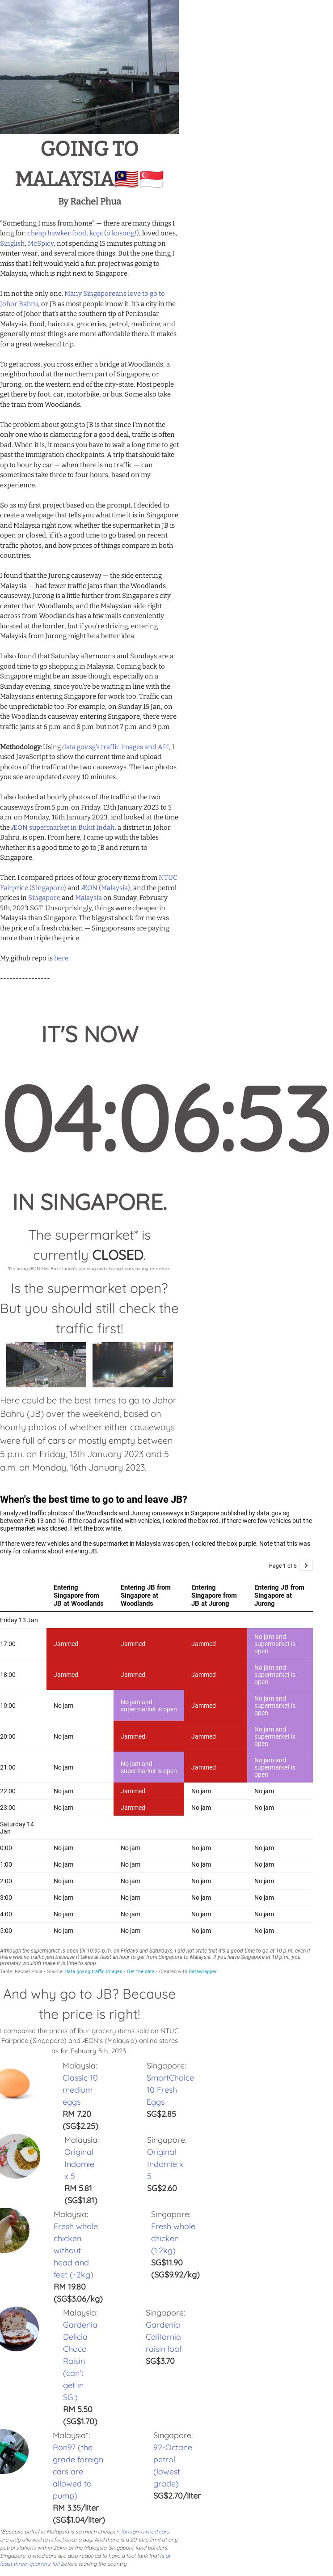 GOING TO
MALAYSIA🇲🇾🇸🇬
By Rachel Phua
"Something I miss from home" — there are many things I
long for: cheap hawker food, kopi (o kosong!), loved ones,
Singlish, McSpicy, not spending 15 minutes putting on
winter wear, and several more things. But the one thing I
miss that I felt would yield a fun project was going to
Malaysia, which is right next to Singapore.
I'm not the only one. Many Singaporeans love to go to
Johor Bahru, or JB as most people know it. It's a city in the
state of Johor that's at the southern tip of Peninsular
Malaysia. Food, haircuts, groceries, petrol, medicine, and
generally most things are more affordable there. It makes
for a great weekend trip.
To get across, you cross either a bridge at Woodlands, a
neighborhood at the northern part of Singapore, or
Jurong, on the western end of the city-state. Most people
get there by foot, car, motorbike, or bus. Some also take
the train from Woodlands.
The problem about going to JB is that since I'm not the
only one who is clamoring for a good deal, traffic is often
bad. When it is, it means you have to wait a long time to get
past the immigration checkpoints. A trip that should take
up to hour by car — when there is no traffic — can
sometimes take three to four hours, based on my
experience.
So as my first project based on the prompt, I decided to
create a webpage that tells you what time it is in Singapore
and Malaysia right now, whether the supermarket in JB is
open or closed, if it's a good time to go based on recent
traffic photos, and how prices of things compare in both
countries.
I found that the Jurong causeway — the side entering
Malaysia — had fewer traffic jams than the Woodlands
causeway. Jurong is a little further from Singapore's city
center than Woodlands, and the Malaysian side right
across from Woodlands has a few malls conveniently
located at the border, but if you're driving, entering
Malaysia from Jurong might be a better idea.
I also found that Saturday afternoons and Sundays are a
good time to go shopping in Malaysia. Coming back to
Singapore might be an issue though, especially on a
Sunday evening, since you're be waiting in line with the
Malaysians entering Singapore for work too. Traffic can
be unpredictable too. For example, on Sunday Jan 15, on
the Woodlands causeway entering Singapore, there were
traffic jams at 6 p.m. and 8 p.m. but not 7 p.m. and 9 p.m.
Methodology: Using data.gov.sg's traffic images and API, I
used JavaScript to show the current time and upload
photos of the traffic at the two causeways. The two photos
you see are updated every 10 minutes.
I also looked at hourly photos of the traffic at the two
causeways from 5 p.m. on Friday, 13th January 2023 to 5
a.m. on Monday, 16th January 2023, and looked at the time
the ÆON supermarket in Bukit Indah, a district in Johor
Bahru, is open. From here, I came up with the tables
whether it's a good time to go to JB and return to
Singapore.
Then I compared prices of four grocery items from NTUC
Fairprice (Singapore) and ÆON (Malaysia), and the petrol
prices in Singapore and Malaysia on Sunday, February
5th, 2023 SGT. Unsurprisingly, things were cheaper in
Malaysia than Singapore. The biggest shock for me was
the price of a fresh chicken — Singaporeans are paying
more than triple the price.
My github repo is here.
----------------
IT'S NOW
04:06:53
IN SINGAPORE.
The supermarket* is
currently CLOSED.
*I'm using ÆON Mall Bukit Indah's opening and closing hours as my reference.
Is the supermarket open?
But you should still check the
traffic first!
Here could be the best times to go to Johor
Bahru (JB) over the weekend, based on
hourly photos of whether either causeways
were full of cars or mostly empty between
5 p.m. on Friday, 13th January 2023 and 5
a.m. on Monday, 16th January 2023.
When's the best time to go to and leave JB?
I analyzed traffic photos of the Woodlands and Jurong causeways in Singapore published by data.gov.sg
between Feb 13 and 16. If the road was filled with vehicles, I colored the box red. If there were few vehicles but the
supermarket was closed, I left the box white.
If there were few vehicles and the supermarket in Malaysia was open, I colored the box purple. Note that this was
only for columns about entering JB.
Page 1 of 5 >
Entering Singapore from JB at Woodlands
Entering JB from Singapore at Woodlands
Entering Singapore from JB at Jurong
Entering JB from Singapore at Jurong
Friday 13 Jan
17:00 Jammed Jammed Jammed No jam and supermarket is open
18:00 Jammed Jammed Jammed No jam and supermarket is open
19:00 No jam No jam and supermarket is open Jammed No jam and supermarket is open
20:00 No jam Jammed Jammed No jam and supermarket is open
21:00 No jam No jam and supermarket is open Jammed No jam and supermarket is open
22:00 No jam Jammed No jam No jam
23:00 No jam Jammed No jam No jam
Saturday 14 Jan
0:00 No jam No jam No jam No jam
1:00 No jam No jam No jam No jam
2:00 No jam No jam No jam No jam
3:00 No jam No jam No jam No jam
4:00 No jam No jam No jam No jam
5:00 No jam No jam No jam No jam
Although the supermarket is open till 10.30 p.m. on Fridays and Saturdays, I did not state that it's a good time to go at 10 p.m. even if
there was no traffic jam because it takes at least an hour to get from Singapore to Malaysia. If you leave Singapore at 10 p.m., you
probably wouldn't make it in time to shop.
Table: Rachel Phua • Source: data.gov.sg traffic images • Get the data • Created with Datawrapper
And why go to JB? Because
the price is right!
I compared the prices of four grocery items sold on NTUC
Fairprice (Singapore) and ÆON's (Malaysia) online stores
as for Febuary 5th, 2023.
Malaysia:
Classic 10
medium
eggs
RM 7.20
(SG$2.25)
Singapore:
SmartChoice
10 Fresh
Eggs
SG$2.85
Malaysia:
Original
Indomie
x 5
RM 5.81
(SG$1.81)
Singapore:
Original
Indomie x
5
SG$2.60
Malaysia:
Fresh whole
chicken
without
head and
feet (~2kg)
RM 19.80
(SG$3.06/kg)
Singapore:
Fresh whole
chicken
(1.2kg)
SG$11.90
(SG$9.92/kg)
Malaysia:
Gardenia
Delicia
Choco
Raisin
(can't
get in
SG!)
RM 5.50
(SG$1.70)
Singapore:
Gardenia
California
raisin loaf
SG$3.70
Malaysia*:
Ron97 (the
grade foreign
cars are
allowed to
pump)
RM 3.35/liter
(SG$1.04/liter)
Singapore:
92-Octane
petrol
(lowest
grade)
SG$2.70/liter
*Because petrol in Malaysia is so much cheaper, foreign-owned cars
are only allowed to refuel once a day. And there is a 20-litre limit at any
petrol stations within 25km of the Malaysia-Singapore land borders.
Singapore-owned cars are also required to have a fuel tank that is at
least three-quarters full before leaving the country.